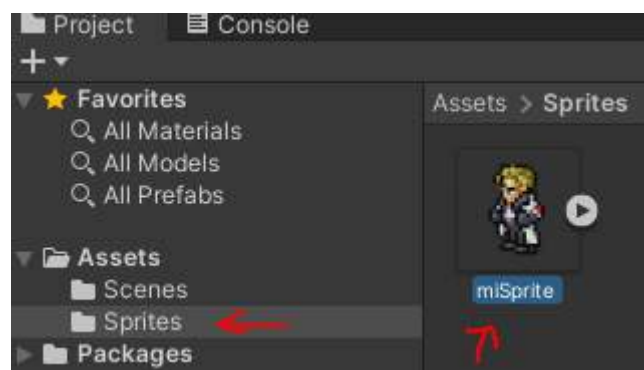 Project Console
Favorites
All Materials
All Models
All Prefabs
Assets
Scenes
Sprites
Packages
Assets > Sprites
miSprite